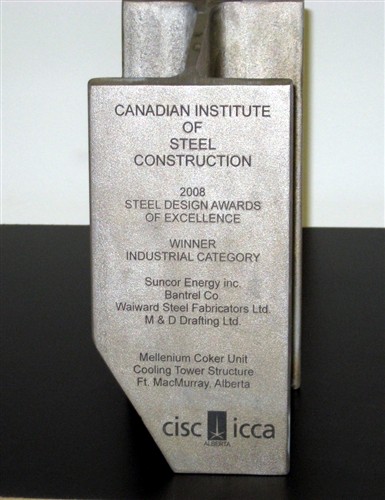 CANADIAN INSTITUTE
OF
STEEL
CONSTRUCTION
2008
STEEL DESIGN AWARDS
OF EXCELLENCE
WINNER
INDUSTRIAL CATEGORY
Suncor Energy inc.
Bantrel Co.
Waiward Steel Fabricators Ltd.
M & D Drafting Ltd.
Mellenium Coker Unit
Cooling Tower Structure
Ft. MacMurray, Alberta
cisc icca
ALBERTA